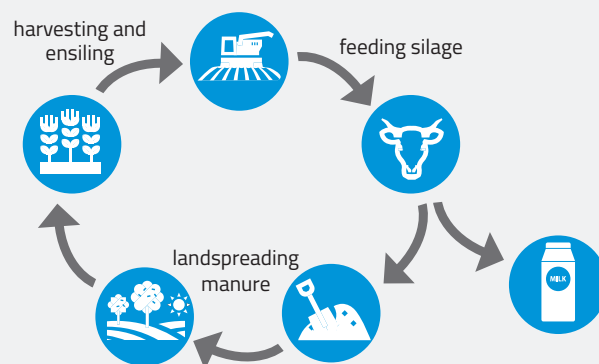 harvesting and
ensiling
feeding silage
landspreading
manure
MILK